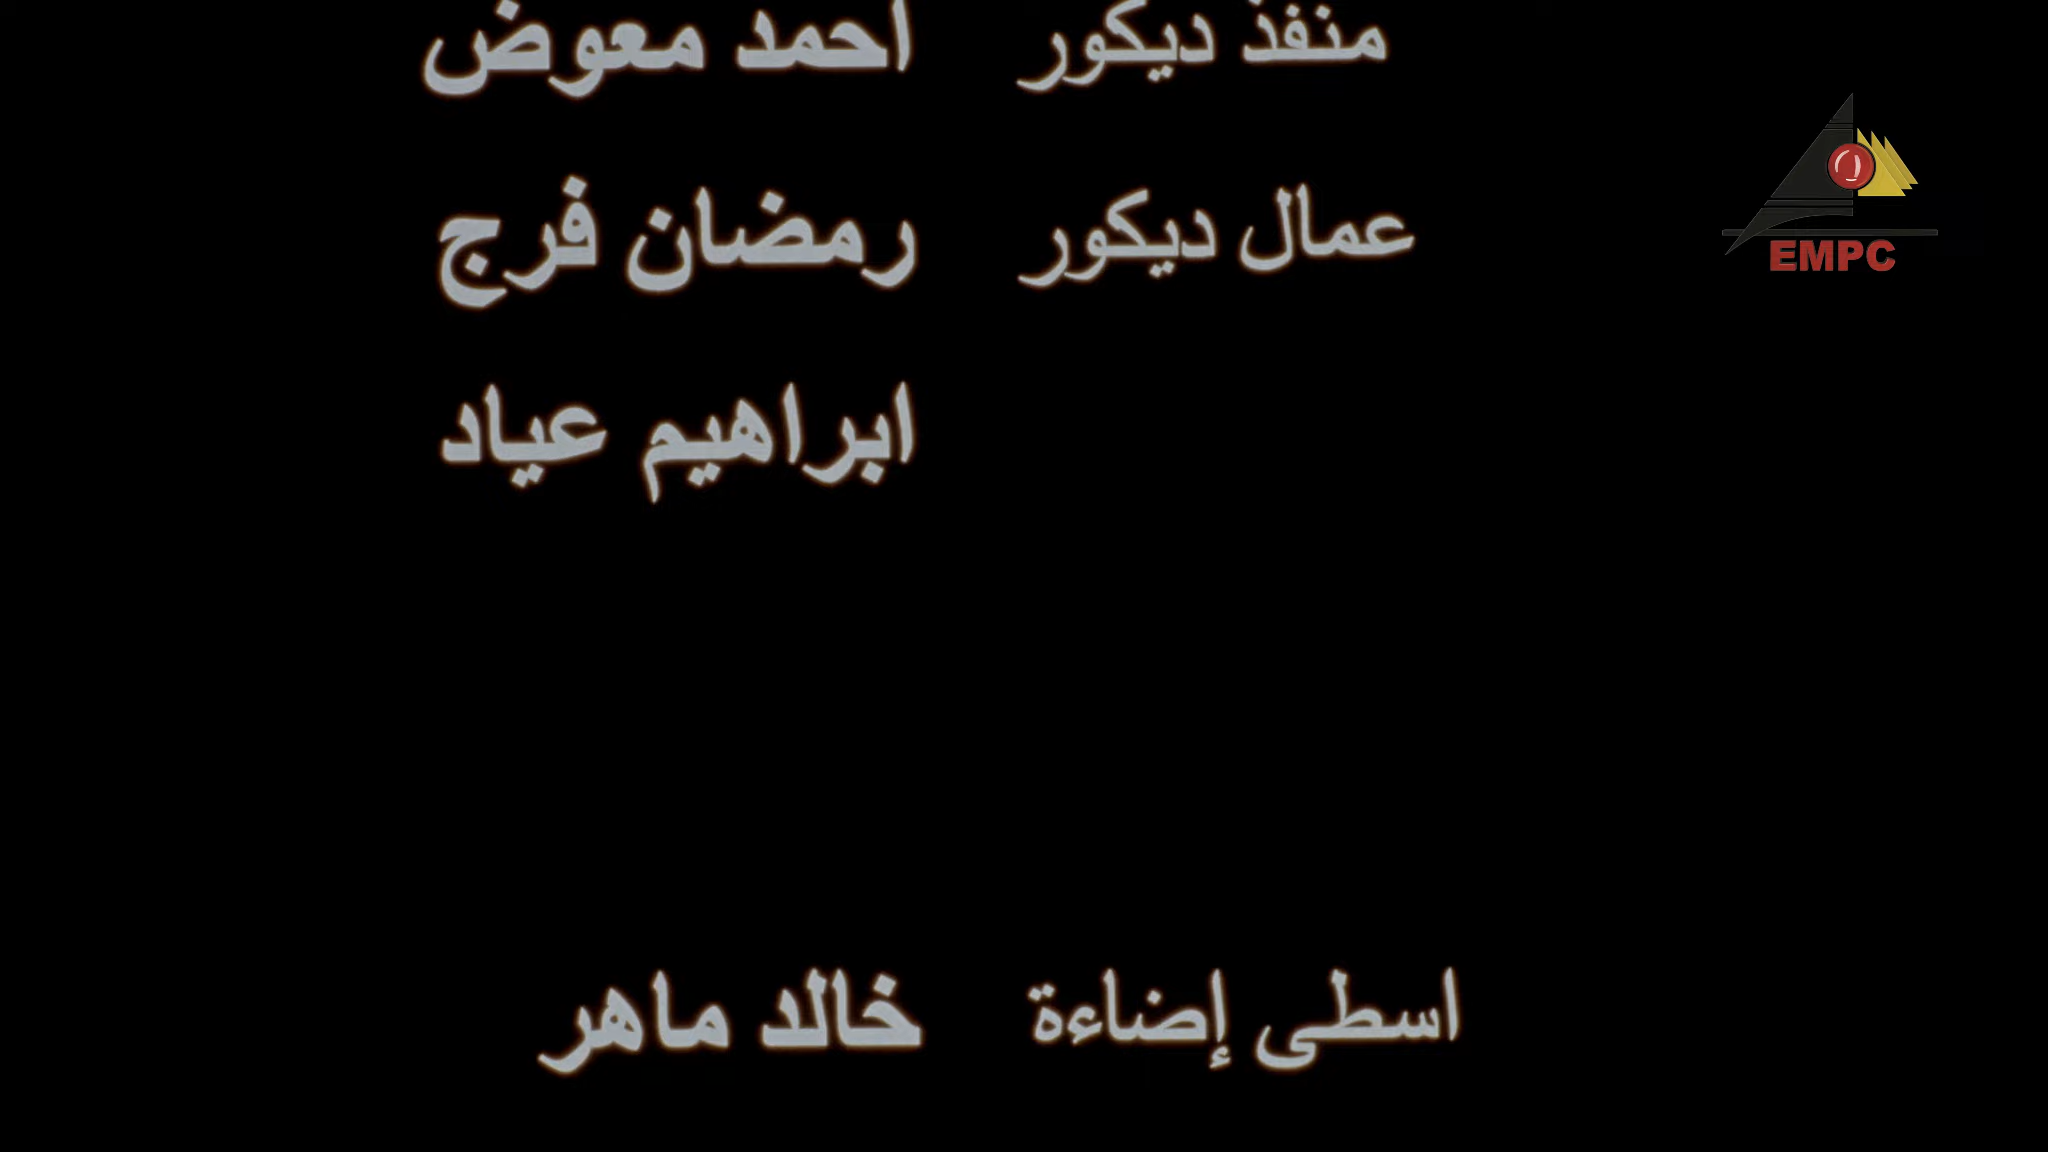 منفذ ديكور احمد معوض
عمال ديكور رمضان فرج
ابراهيم عياد
اسطى إضاءة خالد ماهر
EMPC